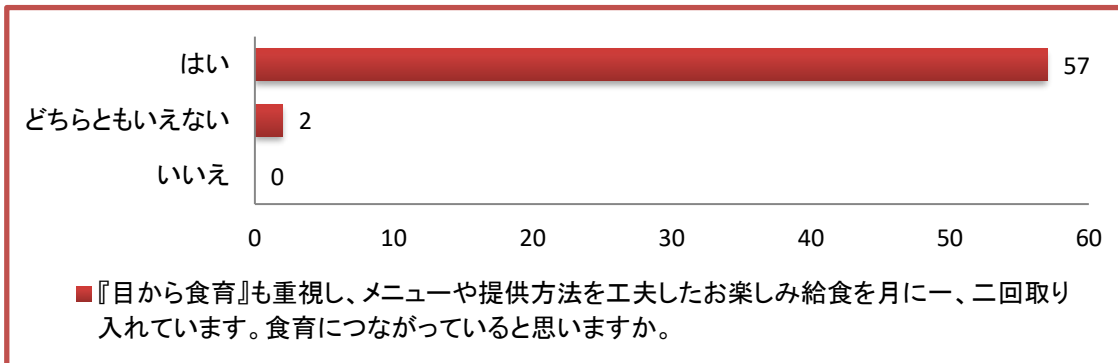 はい 57
どちらともいえない 2
いいえ 0
0 10 20 30 40 50 60
『目から食育』も重視し、メニューや提供方法を工夫したお楽しみ給食を月に一、二回取り
入れています。食育につながっていると思いますか。